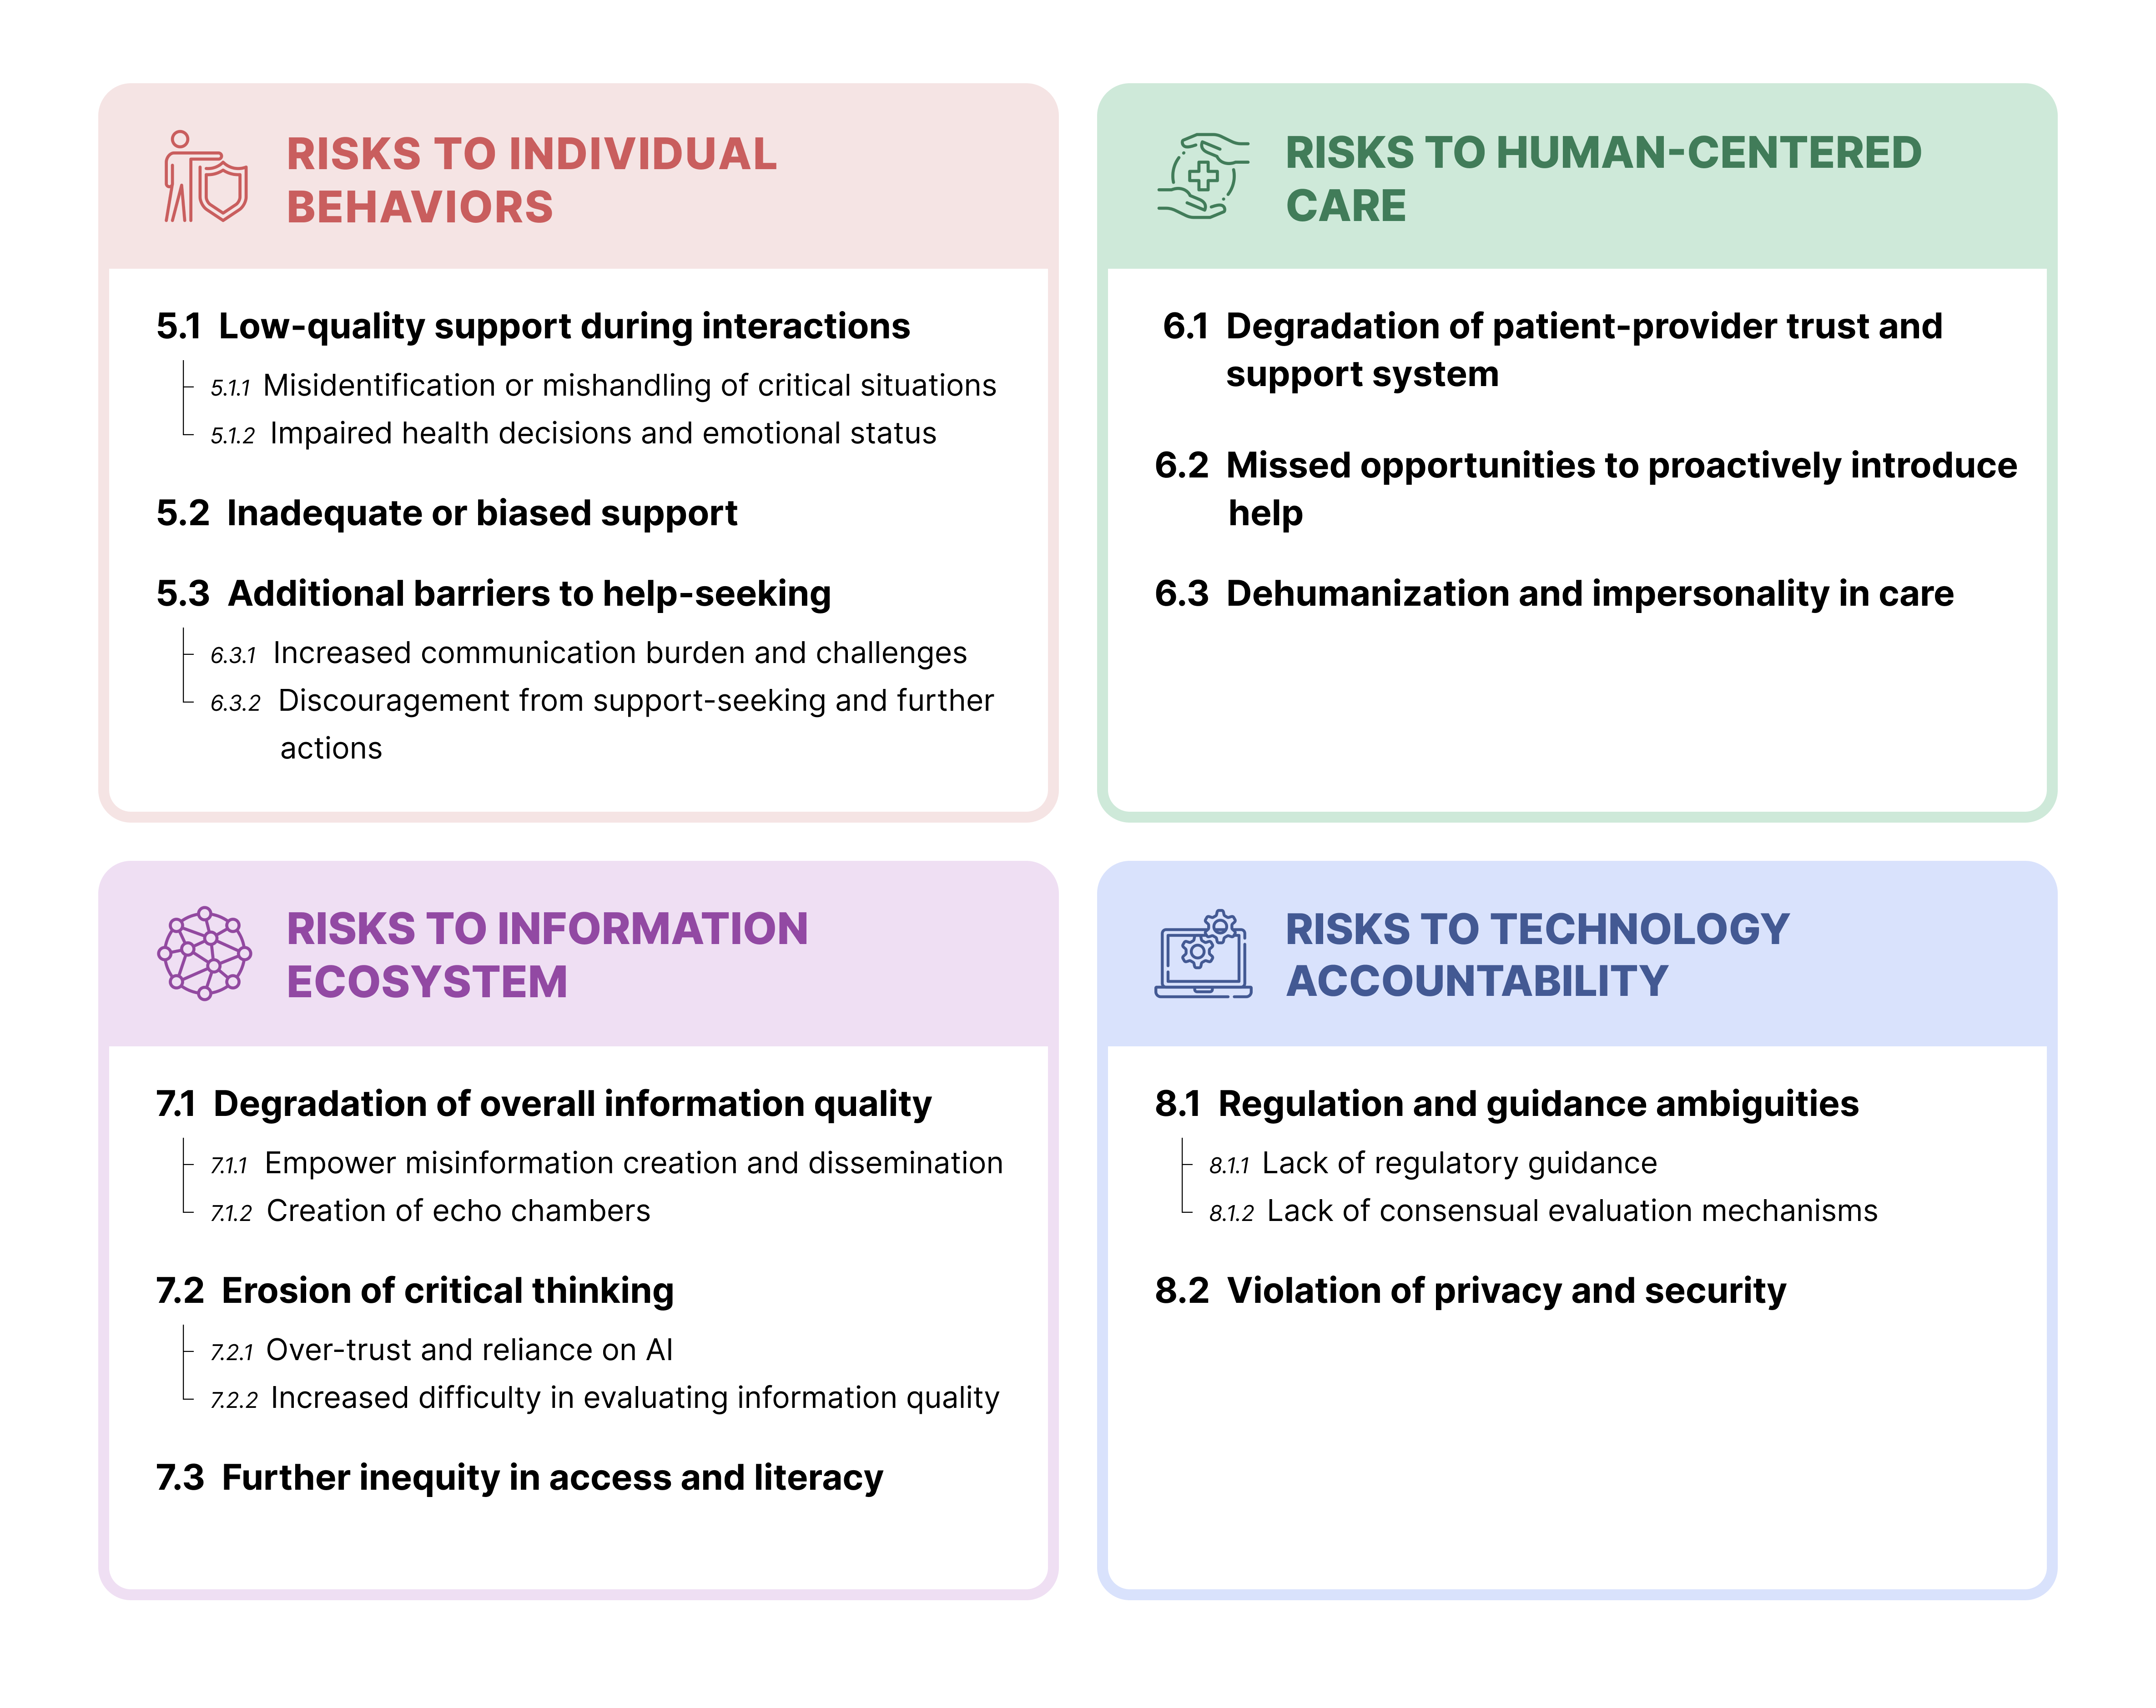 RISKS TO INDIVIDUAL
BEHAVIORS
5.1 Low-quality support during interactions
5.1.1 Misidentification or mishandling of critical situations
5.1.2 Impaired health decisions and emotional status
5.2 Inadequate or biased support
5.3 Additional barriers to help-seeking
6.3.1 Increased communication burden and challenges
6.3.2 Discouragement from support-seeking and further
actions
RISKS TO HUMAN-CENTERED
CARE
6.1 Degradation of patient-provider trust and
support system
6.2 Missed opportunities to proactively introduce
help
6.3 Dehumanization and impersonality in care
RISKS TO INFORMATION
ECOSYSTEM
7.1 Degradation of overall information quality
7.1.1 Empower misinformation creation and dissemination
7.1.2 Creation of echo chambers
7.2 Erosion of critical thinking
7.2.1 Over-trust and reliance on AI
7.2.2 Increased difficulty in evaluating information quality
7.3 Further inequity in access and literacy
RISKS TO TECHNOLOGY
ACCOUNTABILITY
8.1 Regulation and guidance ambiguities
8.1.1 Lack of regulatory guidance
8.1.2 Lack of consensual evaluation mechanisms
8.2 Violation of privacy and security